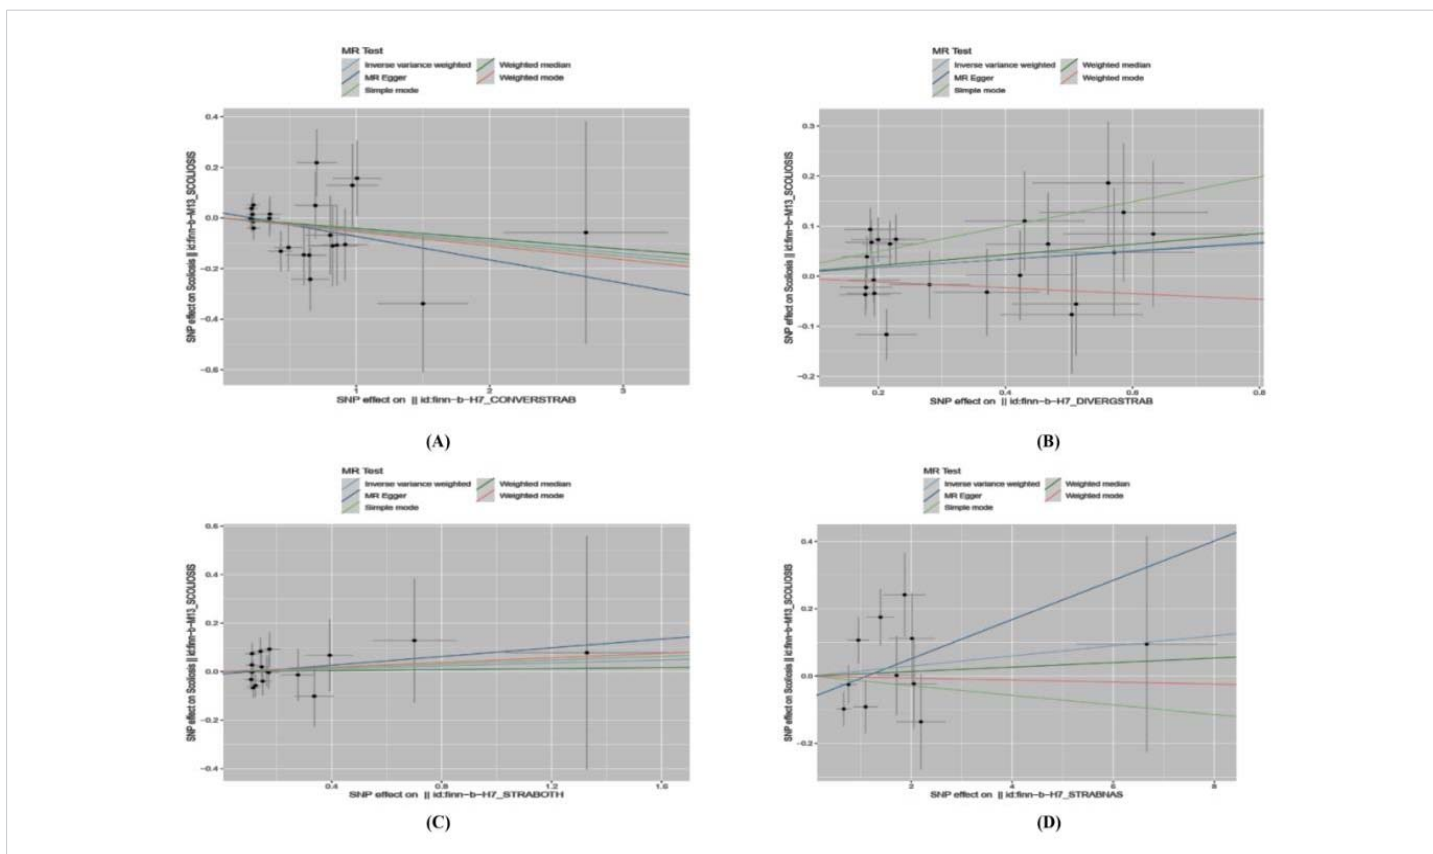 MR Test
Inverse variance weighted
Weighted median
MR Egger
Weighted mode
Simple mode
0.4
0.2
0.0
−0.2
−0.4
−0.6
SNP effect on Scoliosis || id:finn-b-M13_SCOLIOSIS
1
2
3
SNP effect on || id:finn-b-H7_CONVERSTRAB
(A)
MR Test
Inverse variance weighted
Weighted median
MR Egger
Weighted mode
Simple mode
0.3
0.2
0.1
0.0
−0.1
−0.2
SNP effect on Scoliosis || id:finn-b-M13_SCOLIOSIS
0.2
0.4
0.6
0.8
SNP effect on || id:finn-b-H7_DIVERGSTRAB
(B)
MR Test
Inverse variance weighted
Weighted median
MR Egger
Weighted mode
Simple mode
0.6
0.4
0.2
0.0
−0.2
−0.4
SNP effect on Scoliosis || id:finn-b-M13_SCOLIOSIS
0.4
0.8
1.2
1.6
SNP effect on || id:finn-b-H7_STRABOTH
(C)
MR Test
Inverse variance weighted
Weighted median
MR Egger
Weighted mode
Simple mode
0.4
0.2
0.0
−0.2
SNP effect on Scoliosis || id:finn-b-M13_SCOLIOSIS
2
4
6
8
SNP effect on || id:finn-b-H7_STRABNAS
(D)